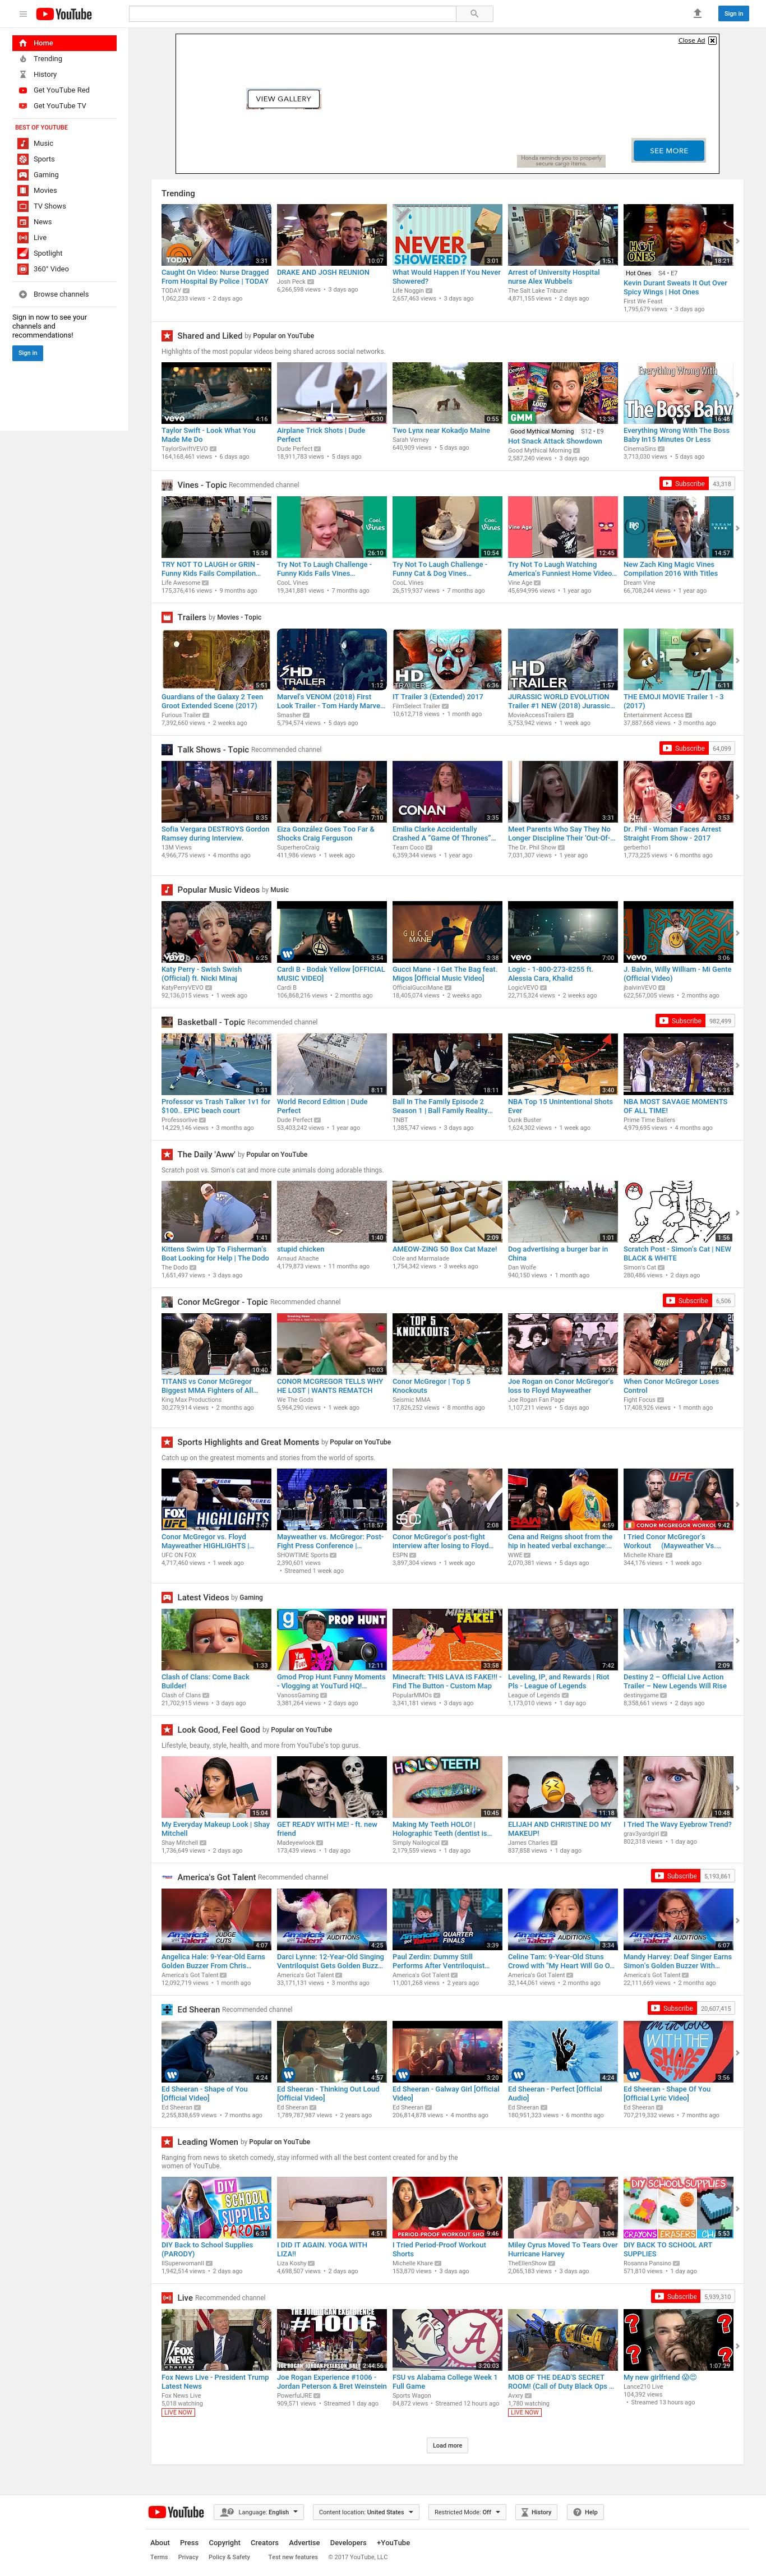 YouTube
Sign in
Home
Trending
History
Get YouTube Red
Get YouTube TV
BEST OF YOUTUBE
Music
Sports
Gaming
Movies
TV Shows
News
Live
Spotlight
360° Video
Browse channels
Sign in now to see your
channels and
recommendations!
Sign in
Close Ad
VIEW GALLERY
SEE MORE
Honda reminds you to properly
secure cargo items.
Trending
Caught On Video: Nurse Dragged
From Hospital By Police | TODAY
TODAY
1,062,233 views • 2 days ago
DRAKE AND JOSH REUNION
Josh Peck
6,266,598 views • 3 days ago
What Would Happen If You Never
Showered?
Life Noggin
2,657,463 views • 3 days ago
Arrest of University Hospital
nurse Alex Wubbels
The Salt Lake Tribune
4,871,155 views • 2 days ago
Hot Ones S4 • E7
Kevin Durant Sweats It Out Over
Spicy Wings | Hot Ones
First We Feast
1,795,679 views • 3 days ago
Shared and Liked by Popular on YouTube
Highlights of the most popular videos being shared across social networks.
Taylor Swift - Look What You
Made Me Do
TaylorSwiftVEVO
164,168,461 views • 6 days ago
Airplane Trick Shots | Dude
Perfect
Dude Perfect
18,911,783 views • 5 days ago
Two Lynx near Kokadjo Maine
Sarah Verney
640,909 views • 5 days ago
Good Mythical Morning S12 • E9
Hot Snack Attack Showdown
Good Mythical Morning
2,587,240 views • 3 days ago
Everything Wrong With The Boss
Baby In15 Minutes Or Less
CinemaSins
3,713,030 views • 5 days ago
Vines - Topic Recommended channel
Subscribe 43,318
TRY NOT TO LAUGH or GRIN -
Funny Kids Fails Compilation...
Life Awesome
175,376,416 views • 9 months ago
Try Not To Laugh Challenge -
Funny Kids Fails Vines...
CooL Vines
19,341,881 views • 7 months ago
Try Not To Laugh Challenge -
Funny Cat & Dog Vines...
CooL Vines
26,519,937 views • 7 months ago
Try Not To Laugh Watching
America's Funniest Home Video...
Vine Age
45,694,996 views • 1 year ago
New Zach King Magic Vines
Compilation 2016 With Titles
Dream Vine
66,708,244 views • 1 year ago
Trailers by Movies - Topic
Guardians of the Galaxy 2 Teen
Groot Extended Scene (2017)
Furious Trailer
7,392,660 views • 2 weeks ago
Marvel's VENOM (2018) First
Look Trailer - Tom Hardy Marve...
Smasher
5,794,574 views • 5 days ago
IT Trailer 3 (Extended) 2017
FilmSelect Trailer
10,612,718 views • 1 month ago
JURASSIC WORLD EVOLUTION
Trailer #1 NEW (2018) Jurassic...
MovieAccessTrailers
5,753,942 views • 1 week ago
THE EMOJI MOVIE Trailer 1 - 3
(2017)
Entertainment Access
37,887,668 views • 3 months ago
Talk Shows - Topic Recommended channel
Subscribe 64,099
Sofia Vergara DESTROYS Gordon
Ramsey during Interview.
13M Views
4,966,775 views • 4 months ago
Eiza González Goes Too Far &
Shocks Craig Ferguson
SuperheroCraig
411,986 views • 1 week ago
Emilia Clarke Accidentally
Crashed A "Game Of Thrones"...
Team Coco
6,359,344 views • 1 year ago
Meet Parents Who Say They No
Longer Discipline Their 'Out-Of-...
The Dr. Phil Show
7,031,307 views • 1 year ago
Dr. Phil - Woman Faces Arrest
Straight From Show - 2017
gerberho1
1,773,225 views • 6 months ago
Popular Music Videos by Music
Katy Perry - Swish Swish
(Official) ft. Nicki Minaj
KatyPerryVEVO
92,136,015 views • 1 week ago
Cardi B - Bodak Yellow [OFFICIAL
MUSIC VIDEO]
Cardi B
106,868,216 views • 2 months ago
Gucci Mane - I Get The Bag feat.
Migos [Official Music Video]
OfficialGucciMane
18,405,074 views • 2 weeks ago
Logic - 1-800-273-8255 ft.
Alessia Cara, Khalid
LogicVEVO
22,715,324 views • 2 weeks ago
J. Balvin, Willy William - Mi Gente
(Official Video)
jbalvinVEVO
622,567,005 views • 2 months ago
Basketball - Topic Recommended channel
Subscribe 982,499
Professor vs Trash Talker 1v1 for
$100.. EPIC beach court
Professorlive
14,229,146 views • 3 months ago
World Record Edition | Dude
Perfect
Dude Perfect
53,403,242 views • 1 year ago
Ball In The Family Episode 2
Season 1 | Ball Family Reality...
TNBT
1,385,747 views • 3 days ago
NBA Top 15 Unintentional Shots
Ever
Dunk Buster
1,624,302 views • 1 week ago
NBA MOST SAVAGE MOMENTS
OF ALL TIME!
Prime Time Ballers
4,979,695 views • 4 months ago
The Daily 'Aww' by Popular on YouTube
Scratch post vs. Simon's cat and more cute animals doing adorable things.
Kittens Swim Up To Fisherman's
Boat Looking for Help | The Dodo
The Dodo
1,651,497 views • 3 days ago
stupid chicken
Arnaud Ahache
4,179,873 views • 11 months ago
AMEOW-ZING 50 Box Cat Maze!
Cole and Marmalade
1,754,342 views • 3 weeks ago
Dog advertising a burger bar in
China
Dan Wolfe
940,150 views • 1 month ago
Scratch Post - Simon's Cat | NEW
BLACK & WHITE
Simon's Cat
280,486 views • 2 days ago
Conor McGregor - Topic Recommended channel
Subscribe 6,506
TITANS vs Conor McGregor
Biggest MMA Fighters of All...
King Max Productions
30,279,914 views • 2 months ago
CONOR MCGREGOR TELLS WHY
HE LOST | WANTS REMATCH
We The Gods
5,964,290 views • 1 week ago
Conor McGregor | Top 5
Knockouts
Seismic MMA
17,826,252 views • 8 months ago
Joe Rogan on Conor McGregor's
loss to Floyd Mayweather
Joe Rogan Fan Page
1,107,211 views • 5 days ago
When Conor McGregor Loses
Control
Fight Focus
17,408,926 views • 1 month ago
Sports Highlights and Great Moments by Popular on YouTube
Catch up on the greatest moments and stories from the world of sports.
Conor McGregor vs. Floyd
Mayweather HIGHLIGHTS |...
UFC ON FOX
4,717,460 views • 1 week ago
Mayweather vs. McGregor: Post-
Fight Press Conference |...
SHOWTIME Sports
2,390,601 views
• Streamed 1 week ago
Conor McGregor's post-fight
interview after losing to Floyd...
ESPN
3,897,304 views • 1 week ago
Cena and Reigns shoot from the
hip in heated verbal exchange:...
WWE
2,070,381 views • 5 days ago
I Tried Conor McGregor's
Workout (Mayweather Vs....
Michelle Khare
344,176 views • 1 week ago
Latest Videos by Gaming
Clash of Clans: Come Back
Builder!
Clash of Clans
21,702,915 views • 3 days ago
Gmod Prop Hunt Funny Moments
- Vlogging at YouTurd HQ!...
VanossGaming
3,381,264 views • 2 days ago
Minecraft: THIS LAVA IS FAKE!!! -
Find The Button - Custom Map
PopularMMOs
3,341,181 views • 3 days ago
Leveling, IP, and Rewards | Riot
Pls - League of Legends
League of Legends
1,173,010 views • 1 day ago
Destiny 2 – Official Live Action
Trailer – New Legends Will Rise
destinygame
8,358,661 views • 2 days ago
Look Good, Feel Good by Popular on YouTube
Lifestyle, beauty, style, health, and more from YouTube's top gurus.
My Everyday Makeup Look | Shay
Mitchell
Shay Mitchell
1,736,649 views • 2 days ago
GET READY WITH ME! - ft. new
friend
Madeyewlook
173,439 views • 1 day ago
Making My Teeth HOLO! |
Holographic Teeth (dentist is...
Simply Nailogical
2,179,559 views • 1 day ago
ELIJAH AND CHRISTINE DO MY
MAKEUP!
James Charles
837,858 views • 1 day ago
I Tried The Wavy Eyebrow Trend?
grav3yardgirl
802,318 views • 1 day ago
America's Got Talent Recommended channel
Subscribe 5,193,861
Angelica Hale: 9-Year-Old Earns
Golden Buzzer From Chris...
America's Got Talent
12,092,719 views • 1 month ago
Darci Lynne: 12-Year-Old Singing
Ventriloquist Gets Golden Buzz...
America's Got Talent
33,171,131 views • 3 months ago
Paul Zerdin: Dummy Still
Performs After Ventriloquist...
America's Got Talent
11,001,268 views • 2 years ago
Celine Tam: 9-Year-Old Stuns
Crowd with "My Heart Will Go O...
America's Got Talent
32,144,061 views • 2 months ago
Mandy Harvey: Deaf Singer Earns
Simon's Golden Buzzer With...
America's Got Talent
22,111,669 views • 2 months ago
Ed Sheeran Recommended channel
Subscribe 20,607,415
Ed Sheeran - Shape of You
[Official Video]
Ed Sheeran
2,255,838,659 views • 7 months ago
Ed Sheeran - Thinking Out Loud
[Official Video]
Ed Sheeran
1,789,787,987 views • 2 years ago
Ed Sheeran - Galway Girl [Official
Video]
Ed Sheeran
206,814,878 views • 4 months ago
Ed Sheeran - Perfect [Official
Audio]
Ed Sheeran
180,951,323 views • 6 months ago
Ed Sheeran - Shape Of You
[Official Lyric Video]
Ed Sheeran
707,219,332 views • 7 months ago
Leading Women by Popular on YouTube
Ranging from news to sketch comedy, stay informed with all the best content created for and by the
women of YouTube.
DIY Back to School Supplies
(PARODY)
IISuperwomanII
1,942,514 views • 2 days ago
I DID IT AGAIN. YOGA WITH
LIZA!!
Liza Koshy
4,698,507 views • 2 days ago
I Tried Period-Proof Workout
Shorts
Michelle Khare
153,870 views • 3 days ago
Miley Cyrus Moved To Tears Over
Hurricane Harvey
TheEllenShow
2,065,183 views • 3 days ago
DIY BACK TO SCHOOL ART
SUPPLIES
Rosanna Pansino
571,810 views • 1 day ago
Live Recommended channel
Subscribe 5,939,310
Fox News Live - President Trump
Latest News
Fox News Live
5,018 watching
LIVE NOW
Joe Rogan Experience #1006 -
Jordan Peterson & Bret Weinstein
PowerfulJRE
909,571 views • Streamed 1 day ago
FSU vs Alabama College Week 1
Full Game
Sports Wagon
84,872 views • Streamed 12 hours ago
MOB OF THE DEAD'S SECRET
ROOM! (Call of Duty Black Ops ...
Avxry
1,780 watching
LIVE NOW
My new girlfriend
Lance210 Live
104,392 views
• Streamed 13 hours ago
Load more
YouTube
Language: English
Content location: United States
Restricted Mode: Off
History
Help
About Press Copyright Creators Advertise Developers +YouTube
Terms Privacy Policy & Safety Test new features © 2017 YouTube, LLC